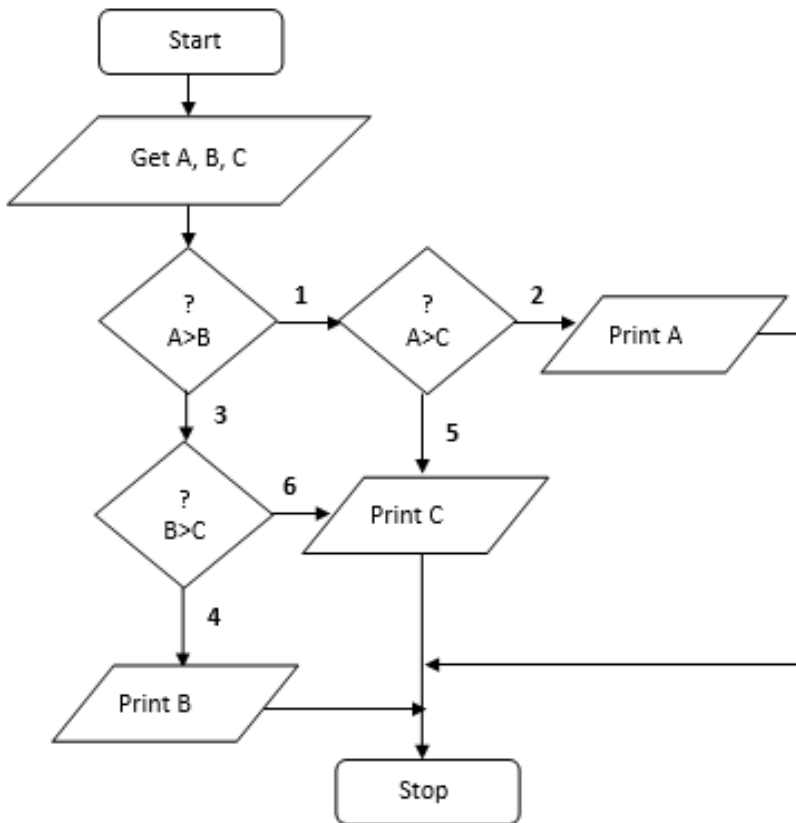 Start
Get A, B, C
?
A>B
1
?
A>C
2
Print A
3
5
?
B>C
6
Print C
4
Print B
Stop